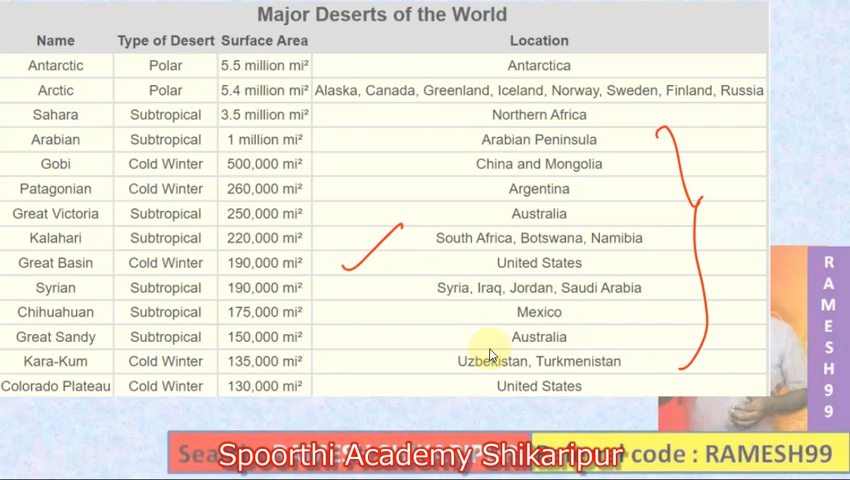 Major Deserts of the World
Name Type of Desert Surface Area Location
Antarctic Polar 5.5 million mi² Antarctica
Arctic Polar 5.4 million mi² Alaska, Canada, Greenland, Iceland, Norway, Sweden, Finland, Russia
Sahara Subtropical 3.5 million mi² Northern Africa
Arabian Subtropical 1 million mi² Arabian Peninsula
Gobi Cold Winter 500,000 mi² China and Mongolia
Patagonian Cold Winter 260,000 mi² Argentina
Great Victoria Subtropical 250,000 mi² Australia
Kalahari Subtropical 220,000 mi² South Africa, Botswana, Namibia
Great Basin Cold Winter 190,000 mi² United States
Syrian Subtropical 190,000 mi² Syria, Iraq, Jordan, Saudi Arabia
Chihuahuan Subtropical 175,000 mi² Mexico
Great Sandy Subtropical 150,000 mi² Australia
Kara-Kum Cold Winter 135,000 mi² Uzbekistan, Turkmenistan
Colorado Plateau Cold Winter 130,000 mi² United States
RAMESH99
code : RAMESH99
Spoorthi Academy Shikaripur